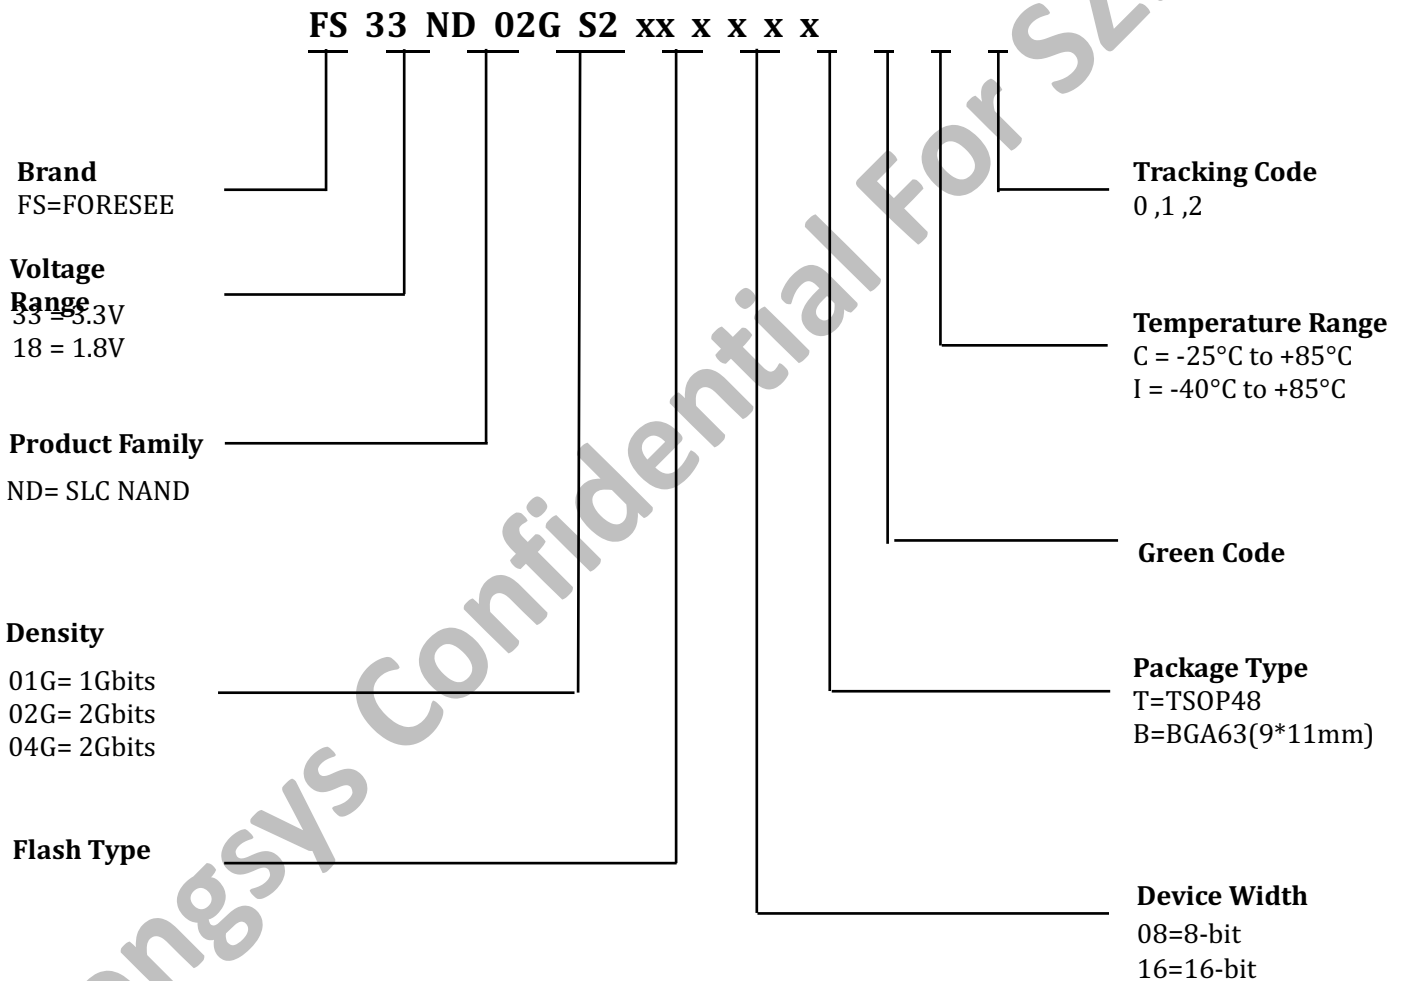 FS 33 ND 02G S2 xx x x x x
Brand
FS=FORESEE
Voltage
Range
33 = 3.3V
18 = 1.8V
Product Family
ND= SLC NAND
Density
01G= 1Gbits
02G= 2Gbits
04G= 2Gbits
Flash Type
Tracking Code
0 ,1 ,2
Temperature Range
C = -25°C to +85°C
I = -40°C to +85°C
Green Code
Package Type
T=TSOP48
B=BGA63(9*11mm)
Device Width
08=8-bit
16=16-bit
ongsys Confidential For